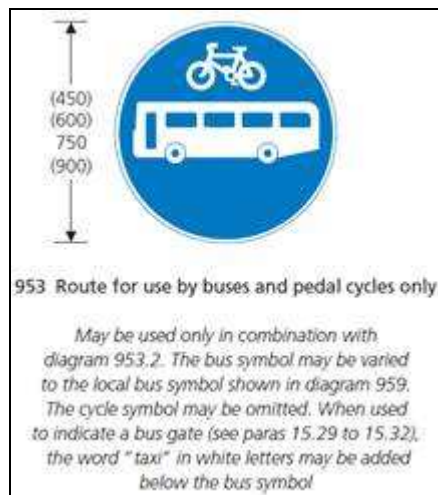 (450)
(600)
750
(900)
953 Route for use by buses and pedal cycles only
May be used only in combination with
diagram 953.2. The bus symbol may be varied
to the local bus symbol shown in diagram 959.
The cycle symbol may be omitted. When used
to indicate a bus gate (see paras 15.29 to 15.32),
the word "taxi" in white letters may be added
below the bus symbol